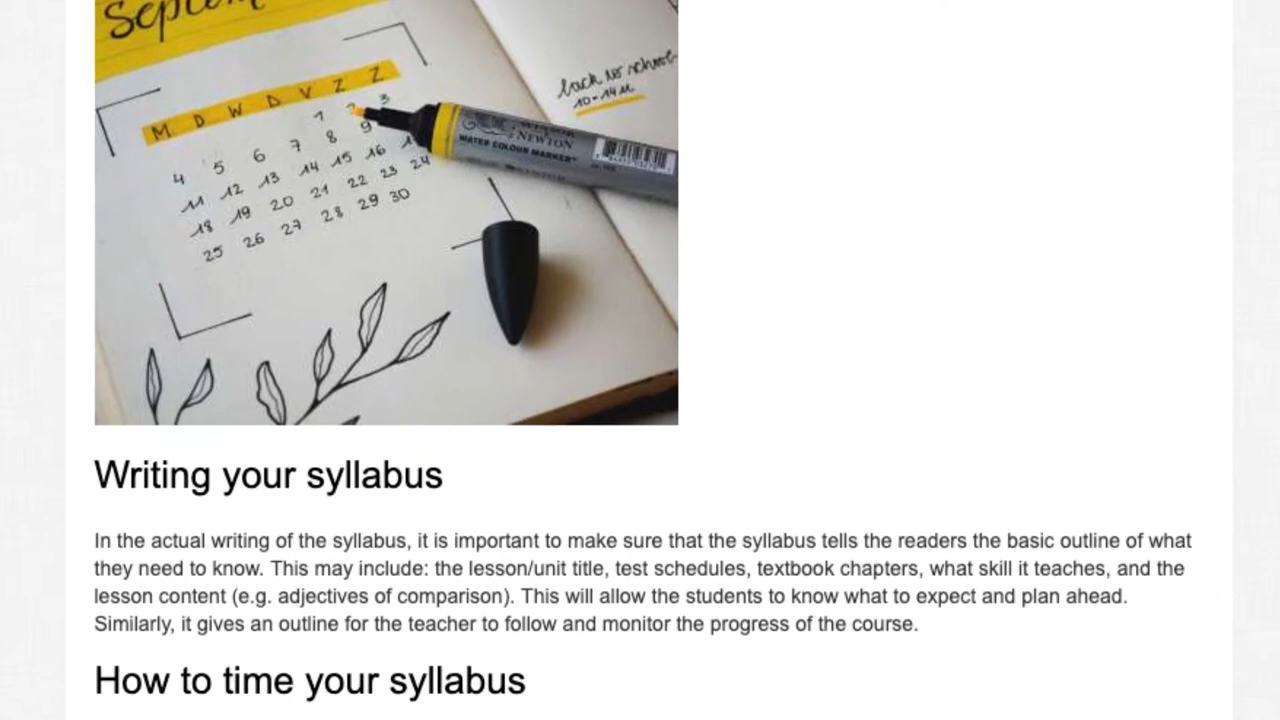 Septem
M D W D V Z Z
1 2 3
4 5 6 7 8 9
11 12 13 14 15 16
18 19 20 21 22 23 24
25 26 27 28 29 30
back to school
10-14u
NEWTON
WATER COLOUR MARKER
Writing your syllabus
In the actual writing of the syllabus, it is important to make sure that the syllabus tells the readers the basic outline of what
they need to know. This may include: the lesson/unit title, test schedules, textbook chapters, what skill it teaches, and the
lesson content (e.g. adjectives of comparison). This will allow the students to know what to expect and plan ahead.
Similarly, it gives an outline for the teacher to follow and monitor the progress of the course.
How to time your syllabus